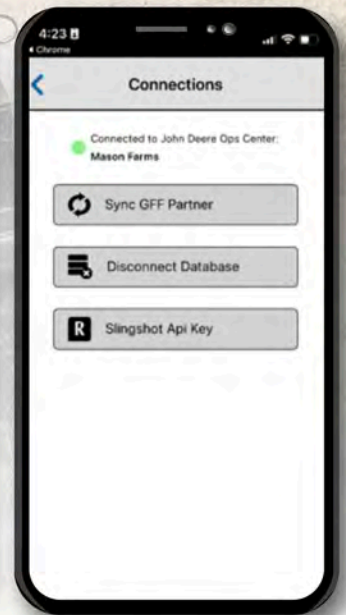 4:23
Chrome
Connections
Connected to John Deere Ops Center:
Mason Farms
Sync GFF Partner
Disconnect Database
R Slingshot Api Key